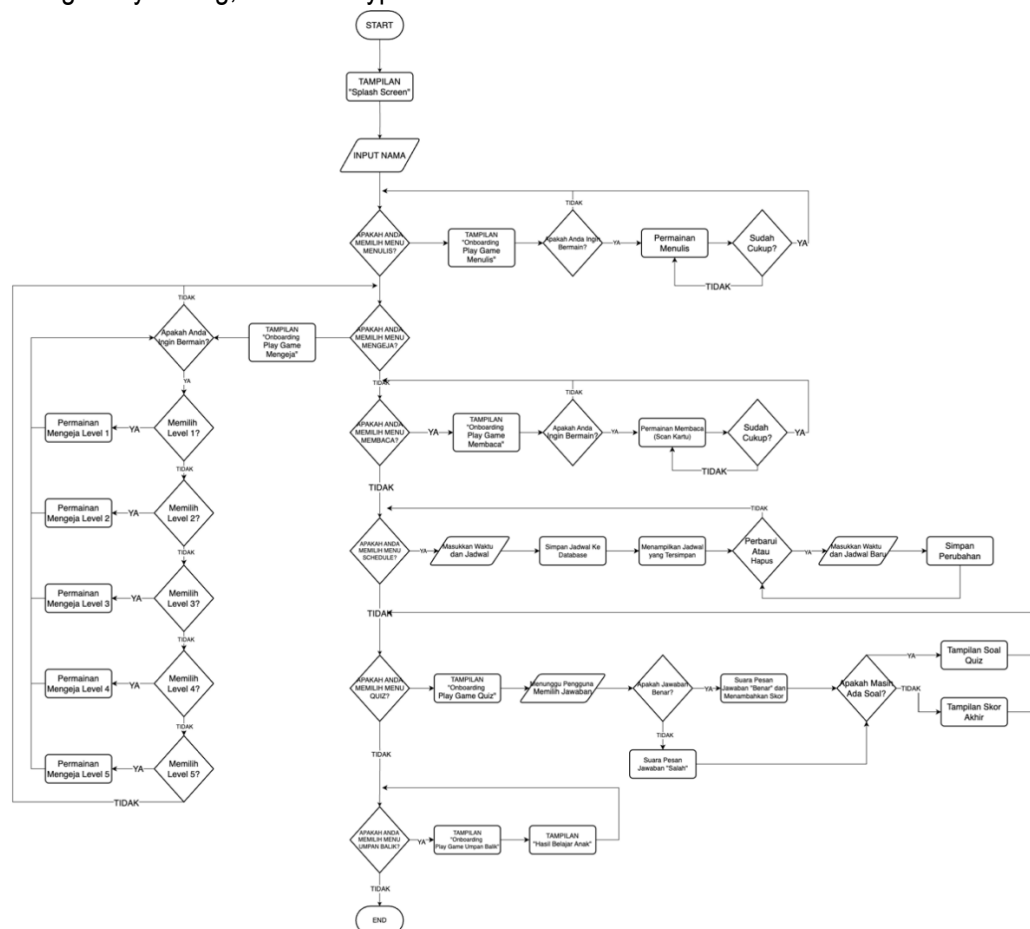 START
TAMPILAN
"Splash Screen"
INPUT NAMA
TIDAK
APAKAH ANDA
MEMILIH MENU
MENULIS?
TAMPILAN
"Onboarding
Play Game
Menulis"
Apakah Anda Ingin
Bermain?
YA
Permainan
Menulis
Sudah
Cukup?
YA
TIDAK
TIDAK
Apakah Anda
Ingin Bermain?
TAMPILAN
"Onboarding
Play Game
Mengeja"
APAKAH ANDA
MEMILIH MENU
MENGEJA?
YA
Permainan
Mengeja Level 1
YA
Memilih
Level 1?
TIDAK
Permainan
Mengeja Level 2
YA
Memilih
Level 2?
TIDAK
Permainan
Mengeja Level 3
YA
Memilih
Level 3?
TIDAK
Permainan
Mengeja Level 4
YA
Memilih
Level 4?
TIDAK
Permainan
Mengeja Level 5
YA
Memilih
Level 5?
TIDAK
TIDAK
TIDAK
APAKAH ANDA
MEMILIH MENU
MEMBACA?
YA
TAMPILAN
"Onboarding
Play Game
Membaca"
Apakah Anda
Ingin Bermain?
YA
Permainan Membaca
(Scan Kartu)
Sudah
Cukup?
YA
TIDAK
TIDAK
TIDAK
APAKAH ANDA
MEMILIH MENU
SCHEDULE?
YA
Masukkan Waktu
dan Jadwal
Simpan Jadwal Ke
Database
Menampilkan Jadwal
yang Tersimpan
Perbarui
Atau
Hapus
YA
Masukkan Waktu
dan Jadwal Baru
Simpan
Perubahan
TIDAK
APAKAH ANDA
MEMILIH MENU
QUIZ?
YA
TAMPILAN
"Onboarding
Play Game Quiz"
Menunggu Pengguna
Memilih Jawaban
Apakah Jawaban
Benar?
YA
Suara Pesan
Jawaban "Benar" dan
Menambahkan Skor
Apakah Masih
Ada Soal?
YA
Tampilan Soal
Quiz
TIDAK
Tampilan Skor
Akhir
TIDAK
Suara Pesan
Jawaban "Salah"
TIDAK
APAKAH ANDA
MEMILIH MENU
UMPAN BALIK?
YA
TAMPILAN
"Onboarding
Play Game Umpan Balik"
TAMPILAN
"Hasil Belajar Anak"
TIDAK
END